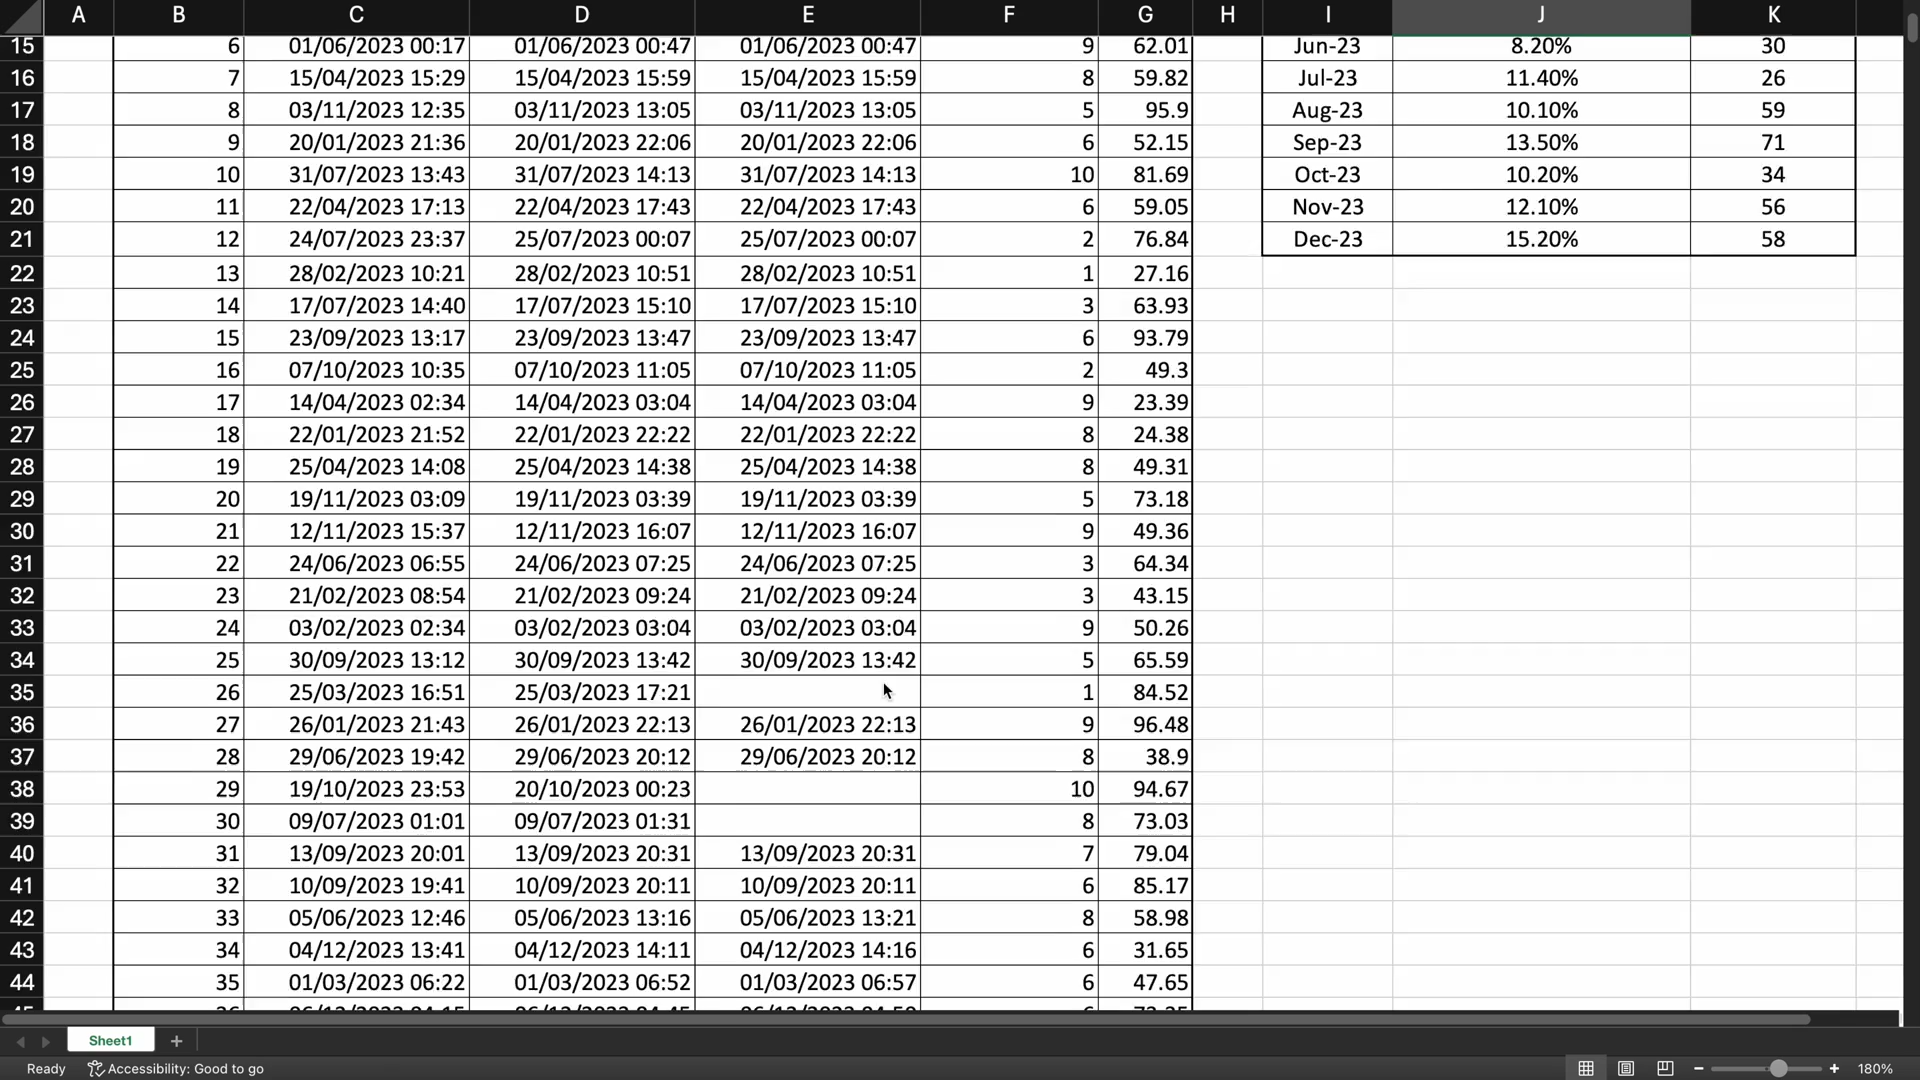 A B C D E F G H I J K
15 6 01/06/2023 00:17 01/06/2023 00:47 01/06/2023 00:47 9 62.01 Jun-23 8.20% 30
16 7 15/04/2023 15:29 15/04/2023 15:59 15/04/2023 15:59 8 59.82 Jul-23 11.40% 26
17 8 03/11/2023 12:35 03/11/2023 13:05 03/11/2023 13:05 5 95.9 Aug-23 10.10% 59
18 9 20/01/2023 21:36 20/01/2023 22:06 20/01/2023 22:06 6 52.15 Sep-23 13.50% 71
19 10 31/07/2023 13:43 31/07/2023 14:13 31/07/2023 14:13 10 81.69 Oct-23 10.20% 34
20 11 22/04/2023 17:13 22/04/2023 17:43 22/04/2023 17:43 6 59.05 Nov-23 12.10% 56
21 12 24/07/2023 23:37 25/07/2023 00:07 25/07/2023 00:07 2 76.84 Dec-23 15.20% 58
22 13 28/02/2023 10:21 28/02/2023 10:51 28/02/2023 10:51 1 27.16
23 14 17/07/2023 14:40 17/07/2023 15:10 17/07/2023 15:10 3 63.93
24 15 23/09/2023 13:17 23/09/2023 13:47 23/09/2023 13:47 6 93.79
25 16 07/10/2023 10:35 07/10/2023 11:05 07/10/2023 11:05 2 49.3
26 17 14/04/2023 02:34 14/04/2023 03:04 14/04/2023 03:04 9 23.39
27 18 22/01/2023 21:52 22/01/2023 22:22 22/01/2023 22:22 8 24.38
28 19 25/04/2023 14:08 25/04/2023 14:38 25/04/2023 14:38 8 49.31
29 20 19/11/2023 03:09 19/11/2023 03:39 19/11/2023 03:39 5 73.18
30 21 12/11/2023 15:37 12/11/2023 16:07 12/11/2023 16:07 9 49.36
31 22 24/06/2023 06:55 24/06/2023 07:25 24/06/2023 07:25 3 64.34
32 23 21/02/2023 08:54 21/02/2023 09:24 21/02/2023 09:24 3 43.15
33 24 03/02/2023 02:34 03/02/2023 03:04 03/02/2023 03:04 9 50.26
34 25 30/09/2023 13:12 30/09/2023 13:42 30/09/2023 13:42 5 65.59
35 26 25/03/2023 16:51 25/03/2023 17:21 1 84.52
36 27 26/01/2023 21:43 26/01/2023 22:13 26/01/2023 22:13 9 96.48
37 28 29/06/2023 19:42 29/06/2023 20:12 29/06/2023 20:12 8 38.9
38 29 19/10/2023 23:53 20/10/2023 00:23 10 94.67
39 30 09/07/2023 01:01 09/07/2023 01:31 8 73.03
40 31 13/09/2023 20:01 13/09/2023 20:31 13/09/2023 20:31 7 79.04
41 32 10/09/2023 19:41 10/09/2023 20:11 10/09/2023 20:11 6 85.17
42 33 05/06/2023 12:46 05/06/2023 13:16 05/06/2023 13:21 8 58.98
43 34 04/12/2023 13:41 04/12/2023 14:11 04/12/2023 14:16 6 31.65
44 35 01/03/2023 06:22 01/03/2023 06:52 01/03/2023 06:57 6 47.65
Sheet1
Ready Accessibility: Good to go 180%